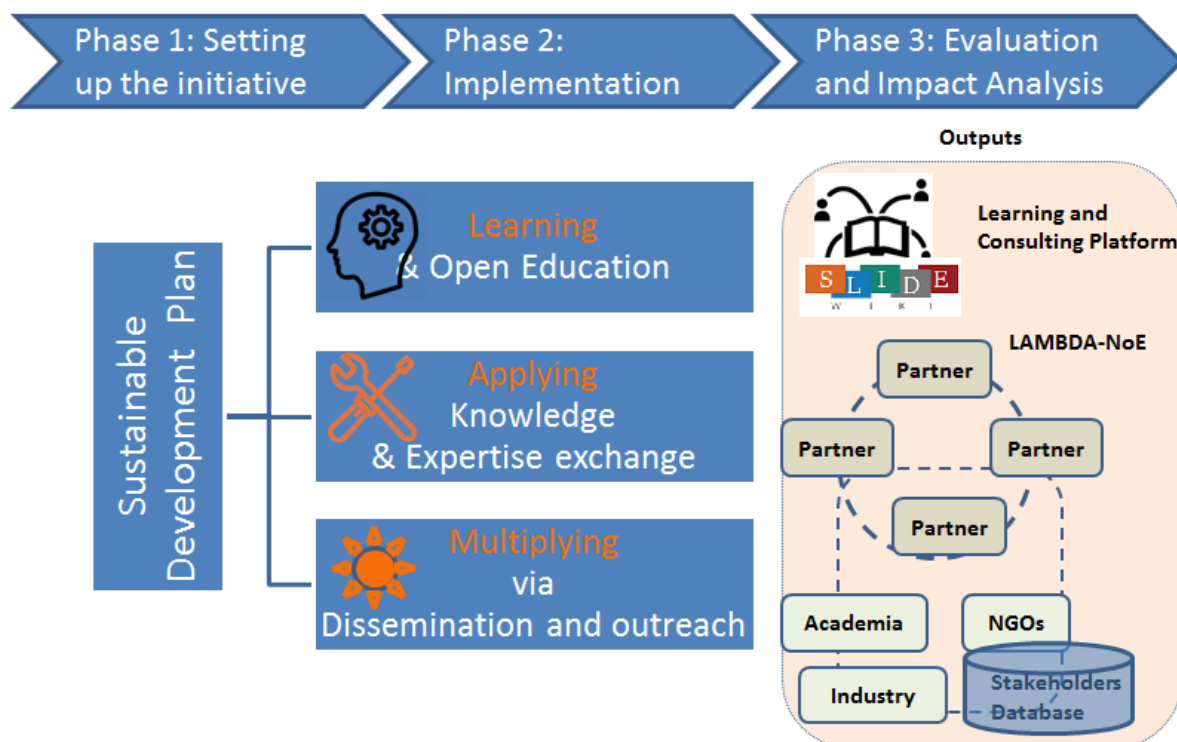 Phase 1: Setting
up the initiative
Phase 2:
Implementation
Phase 3: Evaluation
and Impact Analysis
Sustainable
Development Plan
Learning
& Open Education
Applying
Knowledge
& Expertise exchange
Multiplying
via
Dissemination and outreach
Outputs
Learning and
Consulting Platform
SLIDE
WIKI
LAMBDA-NoE
Partner
Partner
Partner
Partner
Academia
NGOs
Industry
Stakeholders
Database